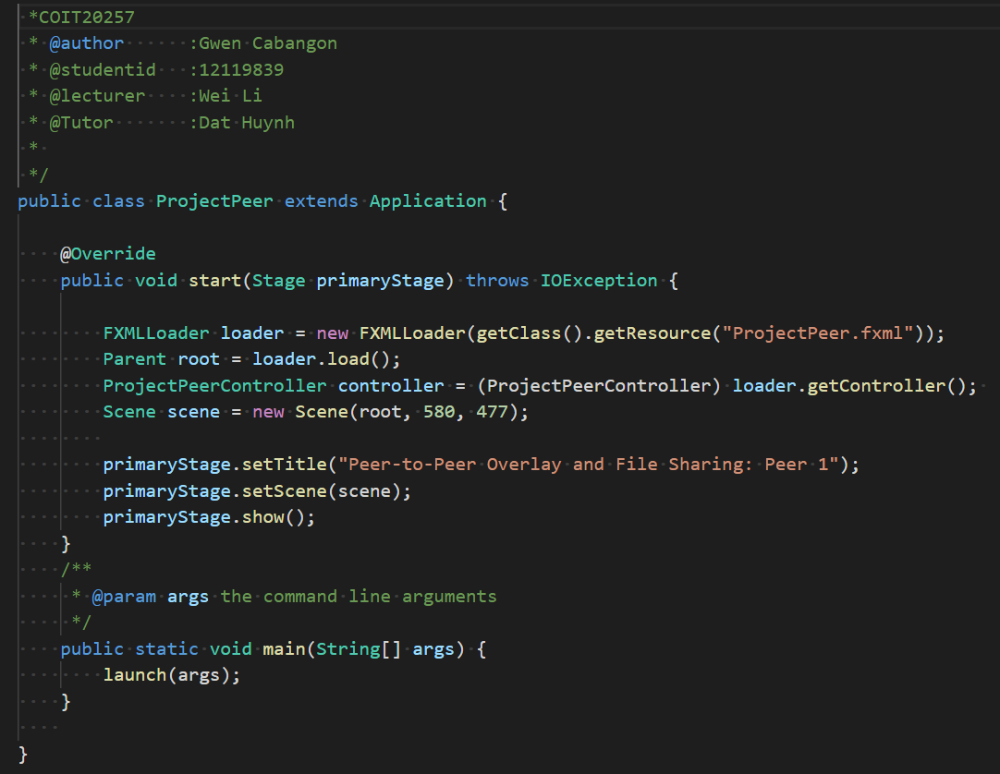 *COIT20257
* @author      :Gwen Cabangon
* @studentid   :12119839
* @lecturer    :Wei Li
* @Tutor       :Dat Huynh
*
*/
public class ProjectPeer extends Application {
@Override
public void start(Stage primaryStage) throws IOException {
FXMLLoader loader = new FXMLLoader(getClass().getResource("ProjectPeer.fxml"));
Parent root = loader.load();
ProjectPeerController controller = (ProjectPeerController) loader.getController();
Scene scene = new Scene(root, 580, 477);
primaryStage.setTitle("Peer-to-Peer Overlay and File Sharing: Peer 1");
primaryStage.setScene(scene);
primaryStage.show();
}
/**
* @param args the command line arguments
*/
public static void main(String[] args) {
launch(args);
}
}